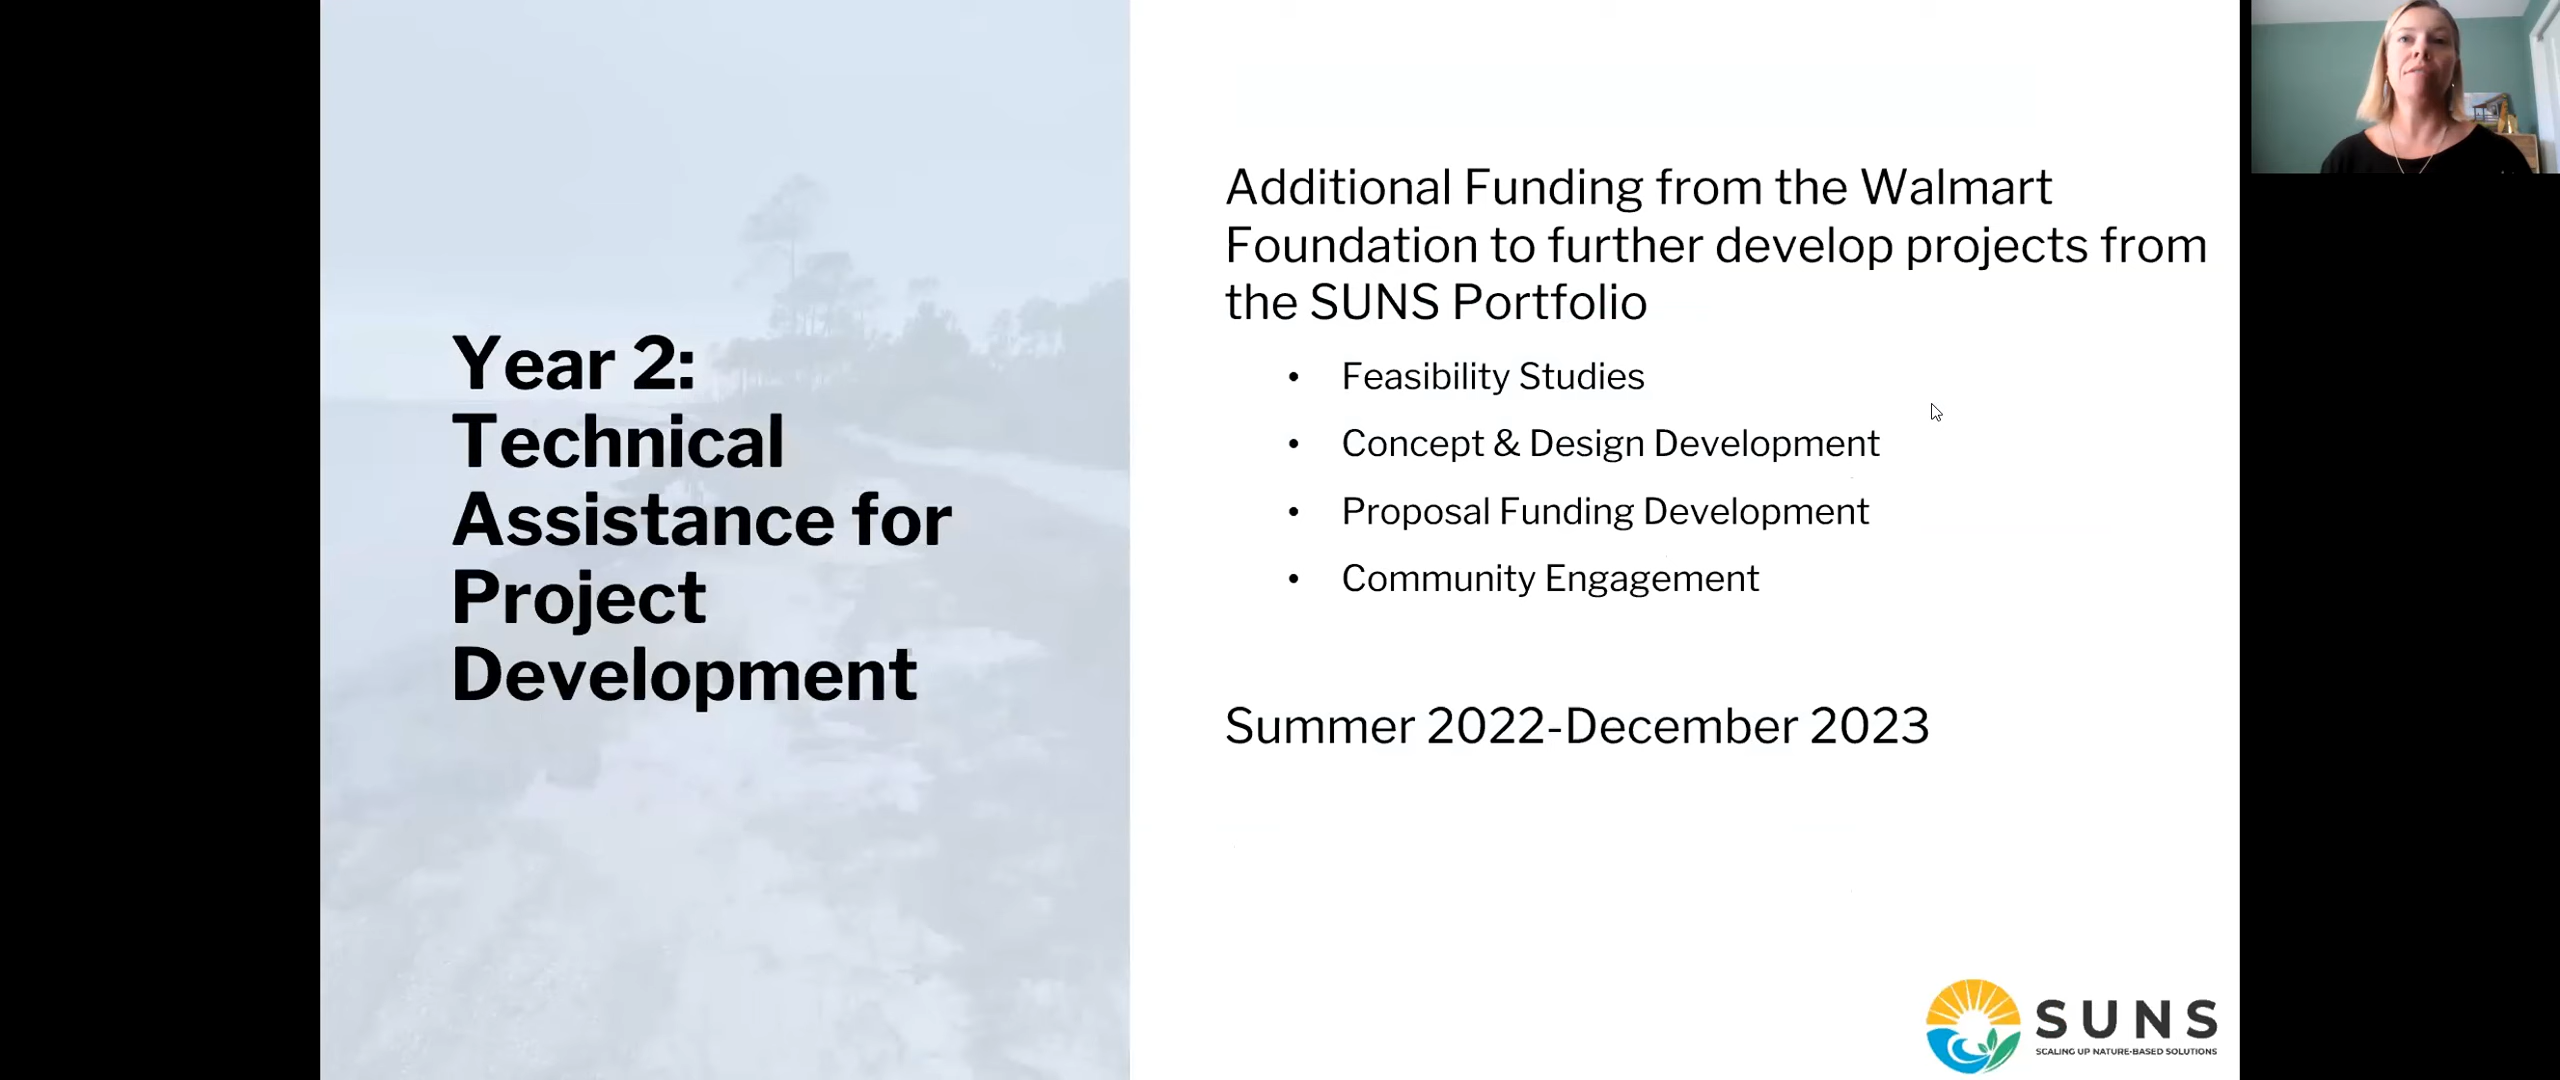 Year 2:
Technical
Assistance for
Project
Development
Additional Funding from the Walmart
Foundation to further develop projects from
the SUNS Portfolio
• Feasibility Studies
• Concept & Design Development
• Proposal Funding Development
• Community Engagement
Summer 2022-December 2023
SUNS
SCALING UP NATURE-BASED SOLUTIONS